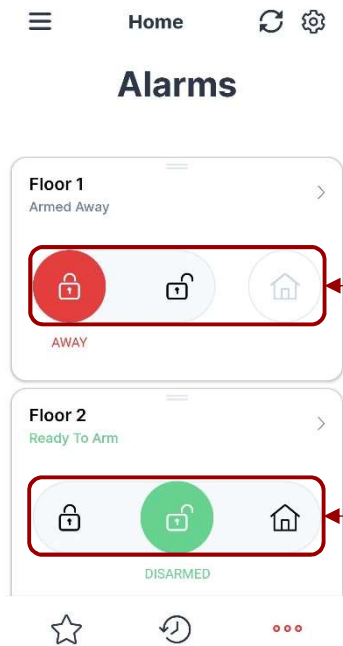 Home
Alarms
Floor 1
Armed Away
AWAY
Floor 2
Ready To Arm
DISARMED